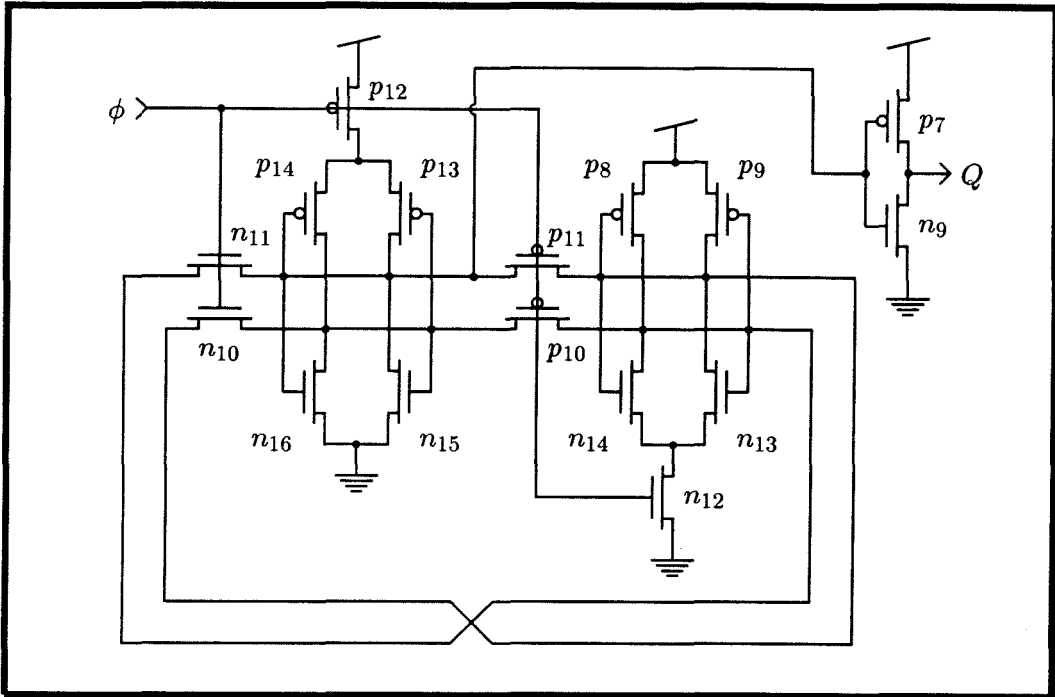 ϕ
p₁₂
p₇
Q
n₉
p₁₄
p₁₃
p₈
p₉
n₁₁
p₁₁
n₁₀
p₁₀
n₁₆
n₁₅
n₁₄
n₁₃
n₁₂